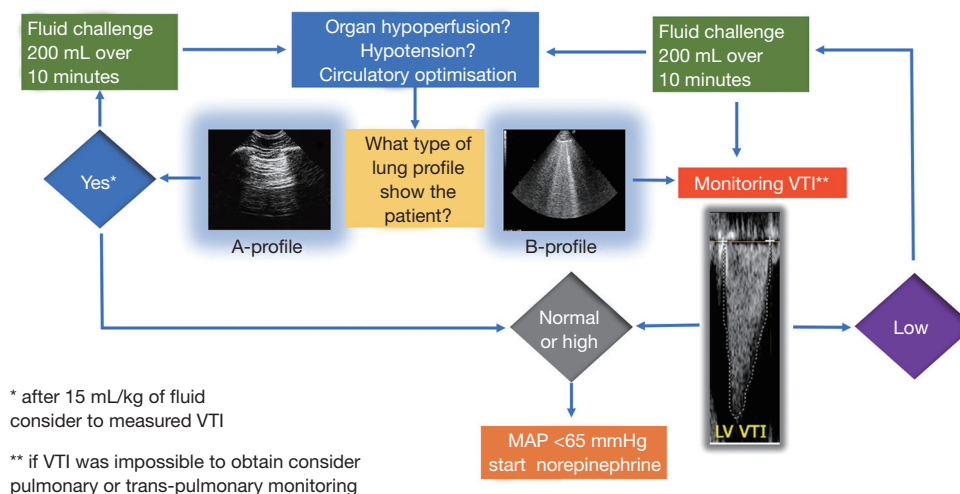 Fluid challenge
200 mL over
10 minutes
Organ hypoperfusion?
Hypotension?
Circulatory optimisation
Fluid challenge
200 mL over
10 minutes
Yes*
A-profile
What type of
lung profile
show the
patient?
B-profile
Monitoring VTI**
Normal
or high
LV VTI
Low
MAP <65 mmHg
start norepinephrine
* after 15 mL/kg of fluid
consider to measured VTI
** if VTI was impossible to obtain consider
pulmonary or trans-pulmonary monitoring